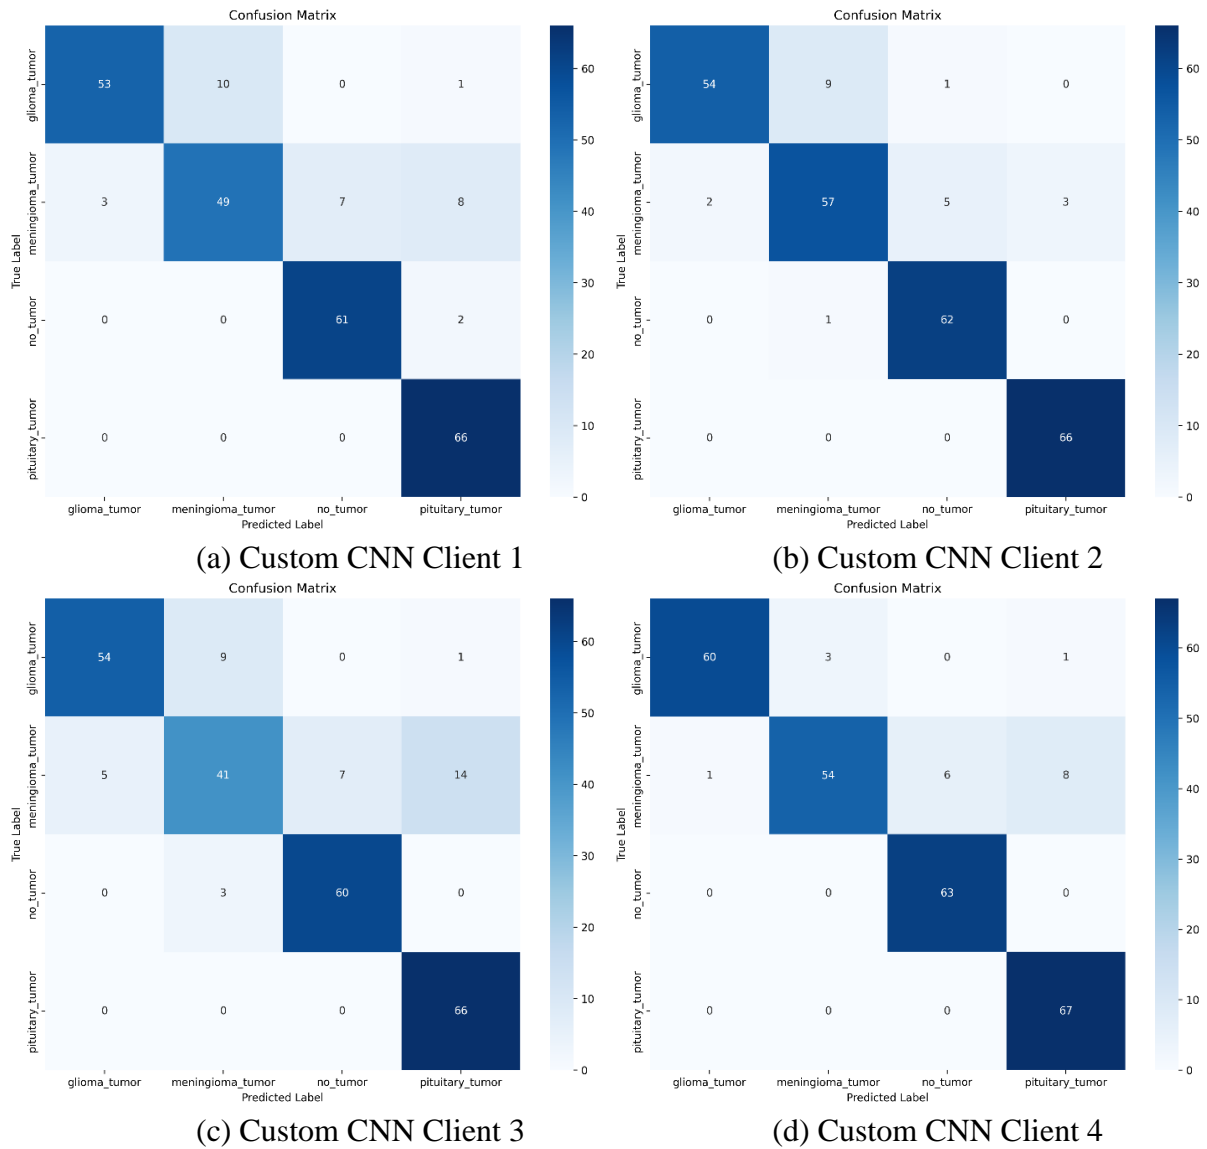 Confusion Matrix
True Label
glioma_tumor
meningioma_tumor
no_tumor
pituitary_tumor
53 10 0 1
3 49 7 8
0 0 61 2
0 0 0 66
glioma_tumor meningioma_tumor no_tumor pituitary_tumor
Predicted Label
60
50
40
30
20
10
0
(a) Custom CNN Client 1
Confusion Matrix
True Label
glioma_tumor
meningioma_tumor
no_tumor
pituitary_tumor
54 9 1 0
2 57 5 3
0 1 62 0
0 0 0 66
glioma_tumor meningioma_tumor no_tumor pituitary_tumor
Predicted Label
60
50
40
30
20
10
0
(b) Custom CNN Client 2
Confusion Matrix
True Label
glioma_tumor
meningioma_tumor
no_tumor
pituitary_tumor
54 9 0 1
5 41 7 14
0 3 60 0
0 0 0 66
glioma_tumor meningioma_tumor no_tumor pituitary_tumor
Predicted Label
60
50
40
30
20
10
0
(c) Custom CNN Client 3
Confusion Matrix
True Label
glioma_tumor
meningioma_tumor
no_tumor
pituitary_tumor
60 3 0 1
1 54 6 8
0 0 63 0
0 0 0 67
glioma_tumor meningioma_tumor no_tumor pituitary_tumor
Predicted Label
60
50
40
30
20
10
0
(d) Custom CNN Client 4